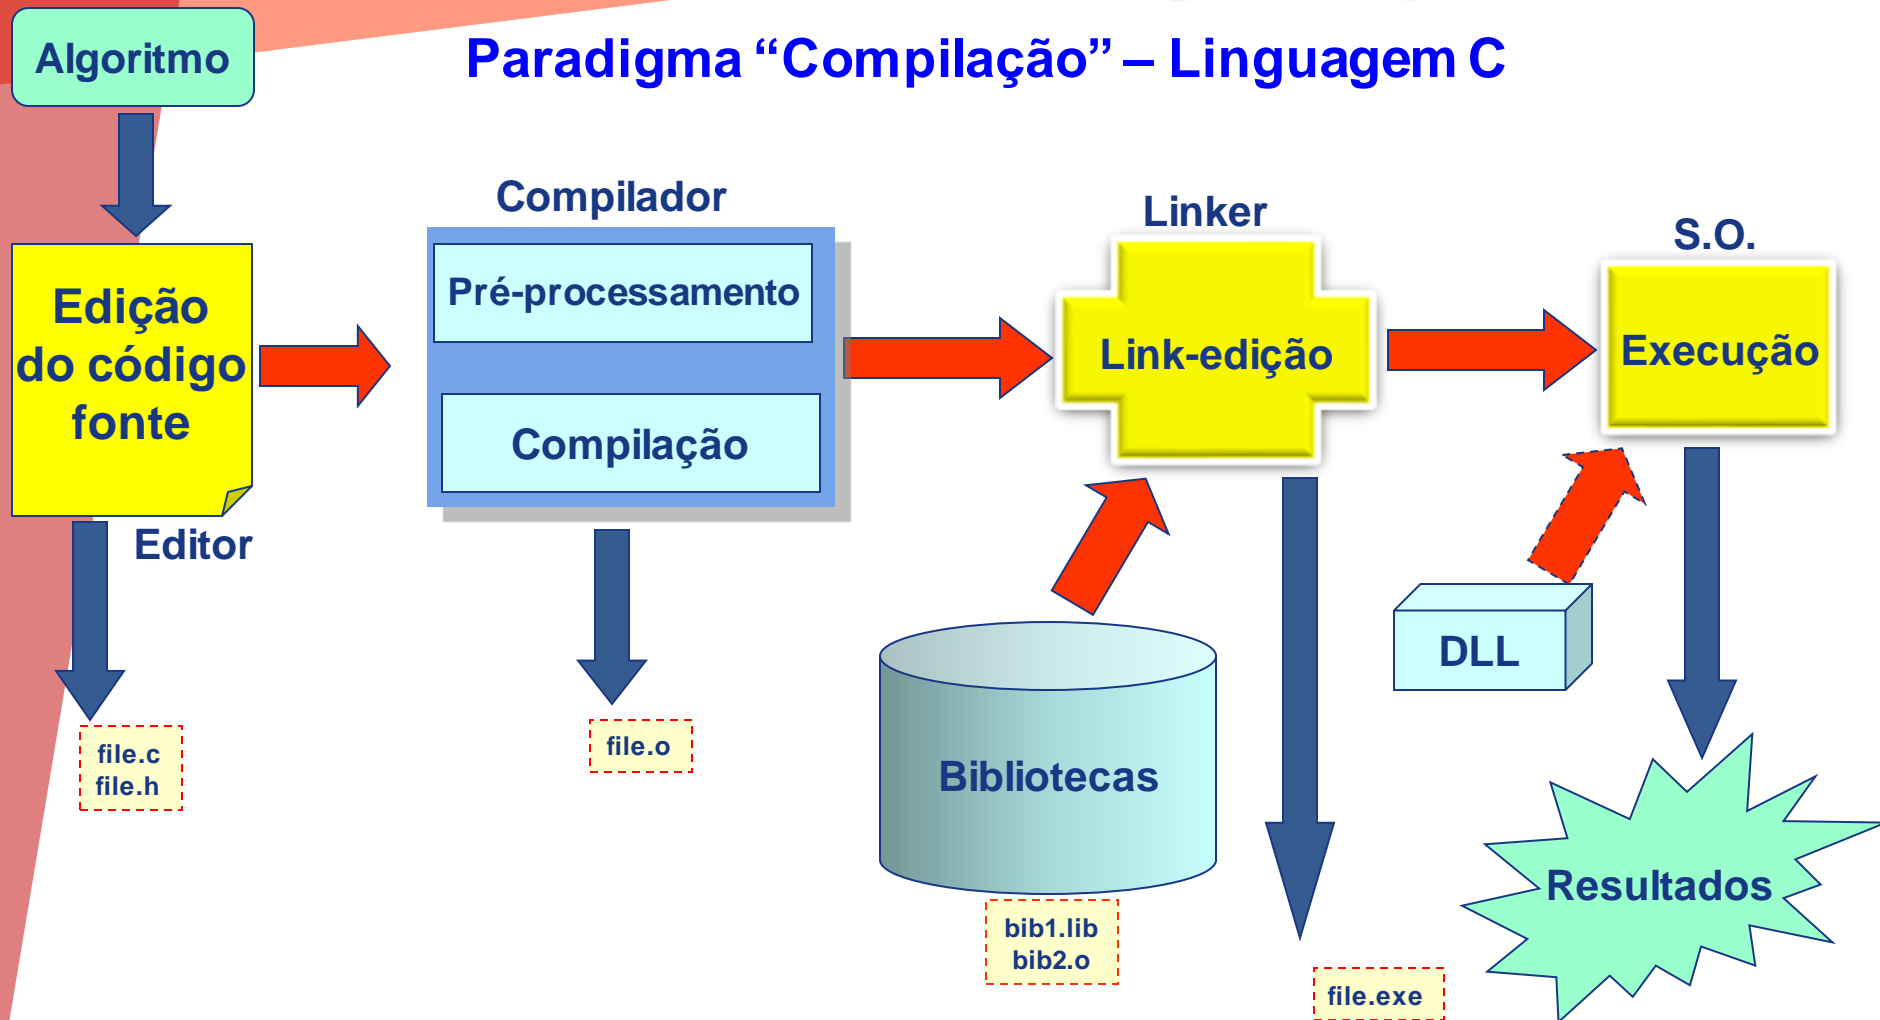 Algoritmo
Paradigma “Compilação” – Linguagem C
Compilador
Linker
S.O.
Edição
do código
fonte
Pré-processamento
Compilação
Link-edição
Execução
Editor
DLL
file.c
file.h
file.o
Bibliotecas
Resultados
bib1.lib
bib2.o
file.exe